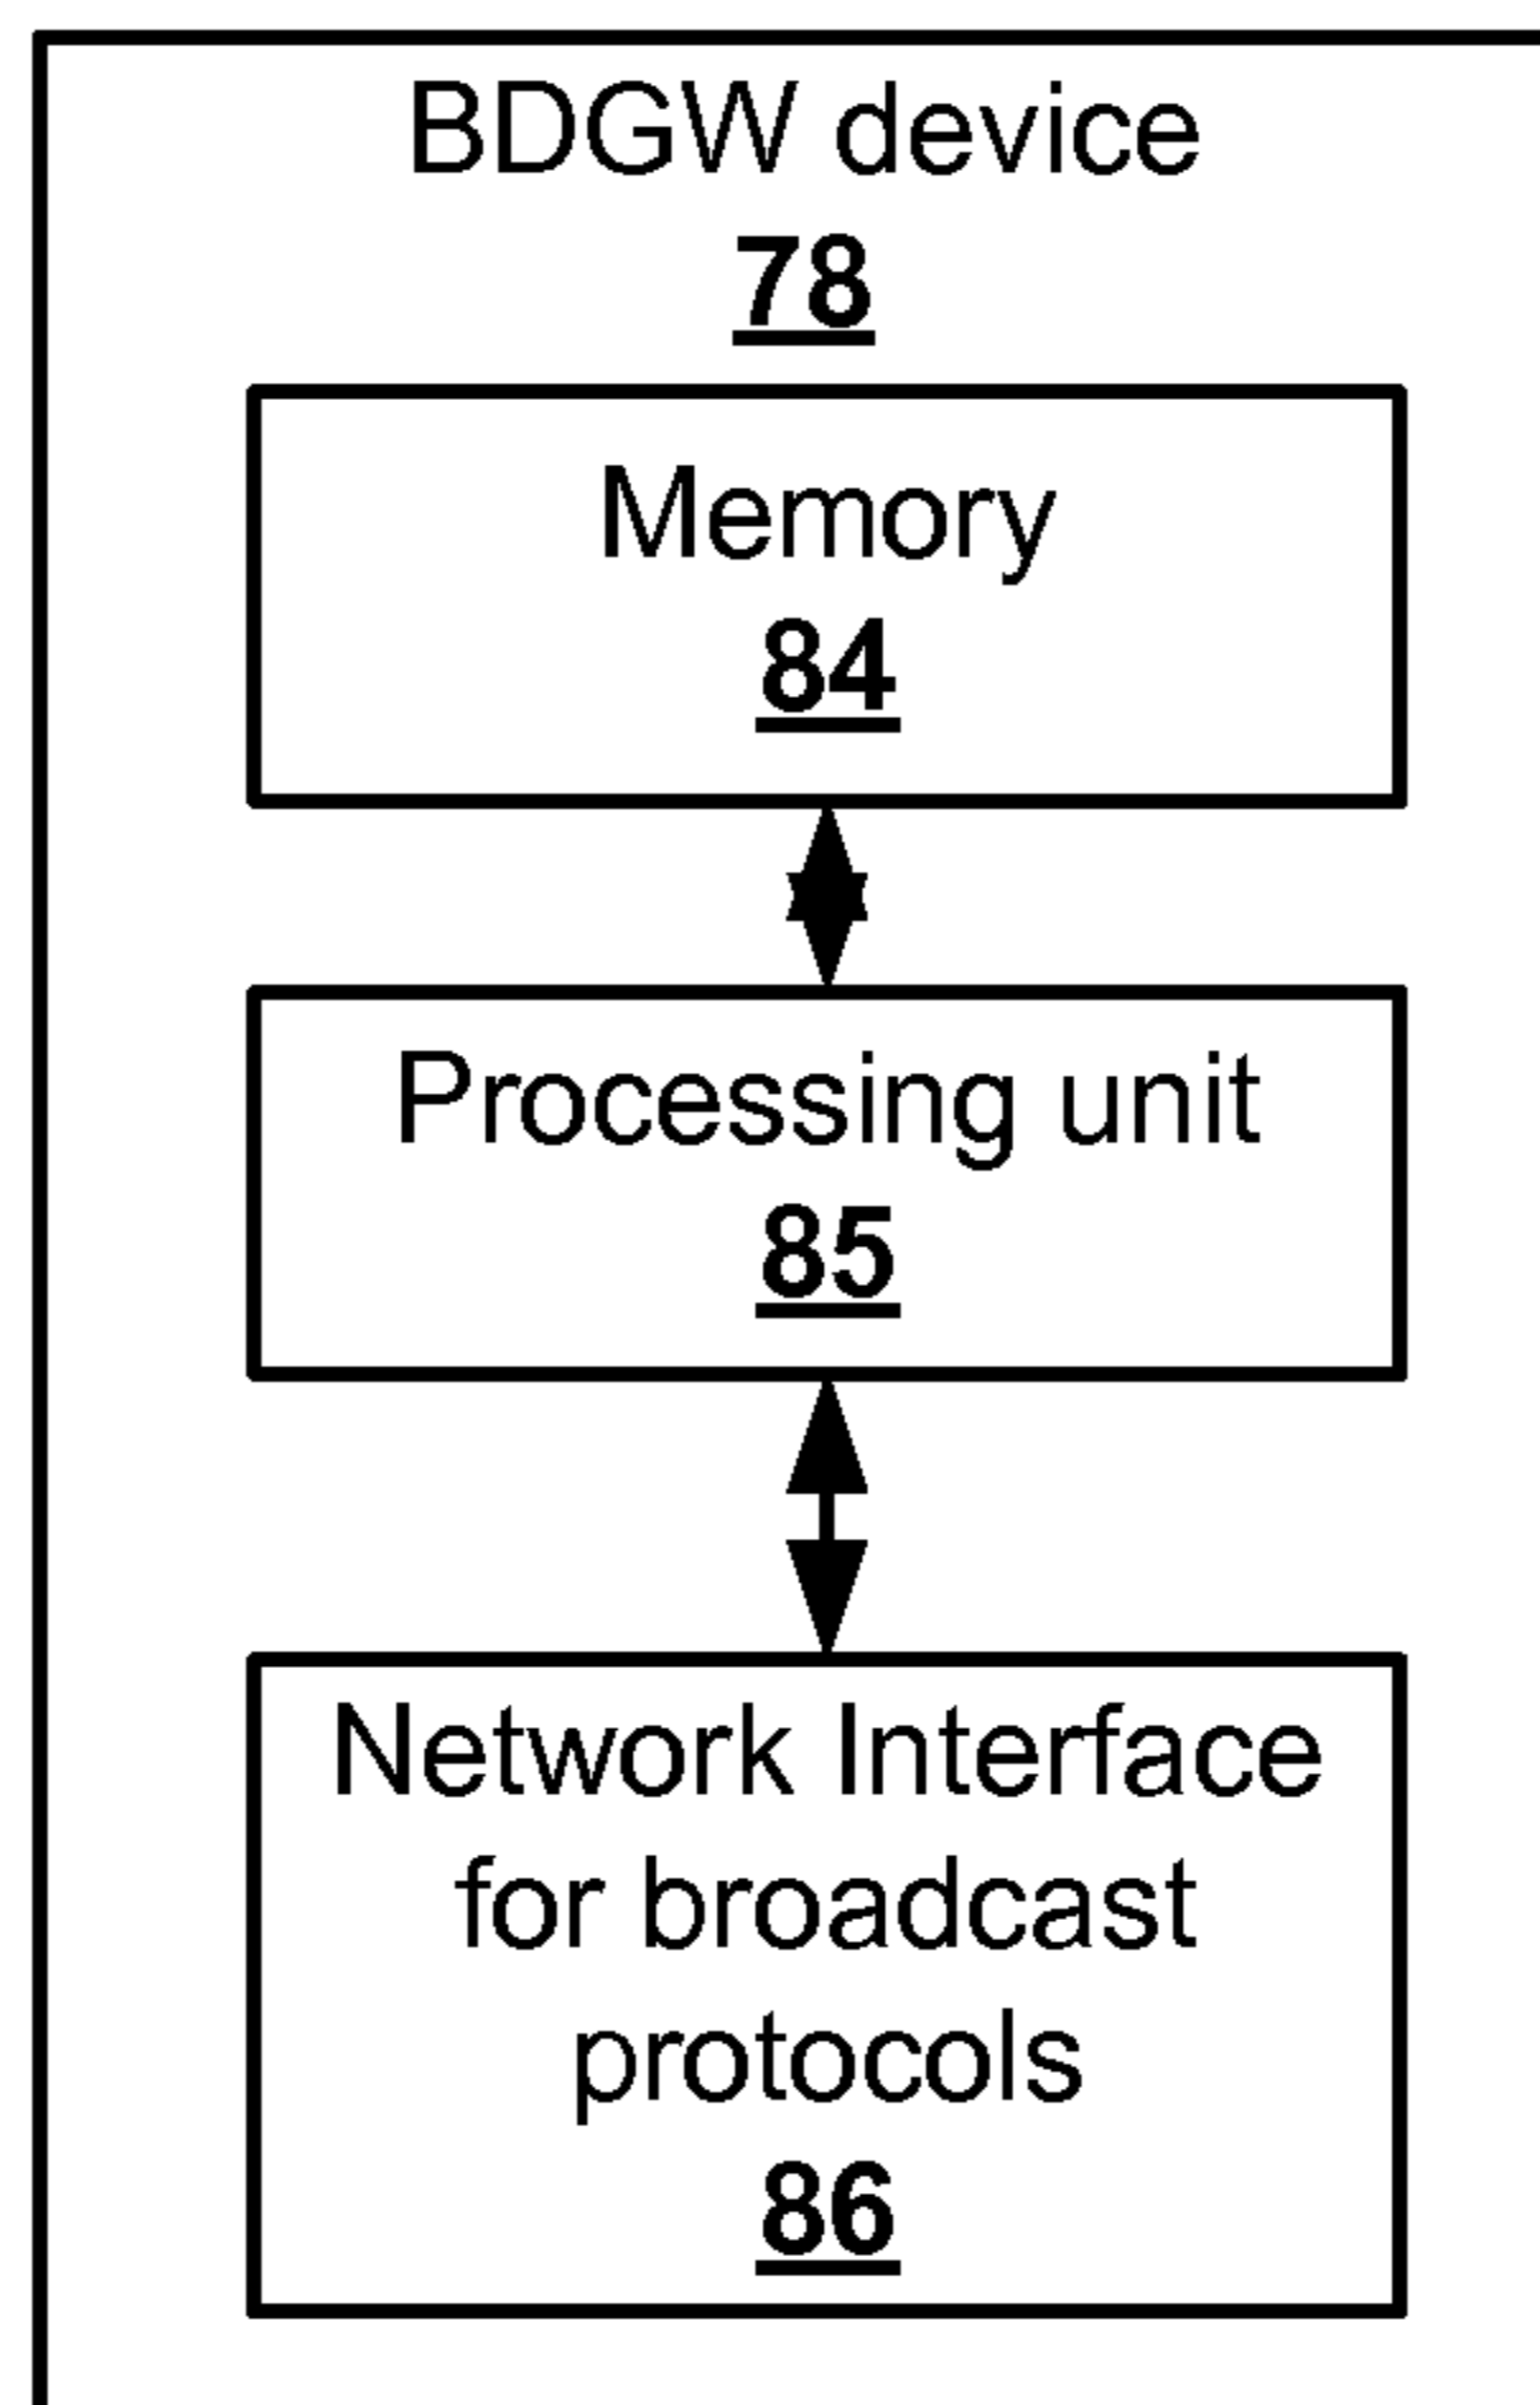 BDGW device
78
Memory
84
Processing unit
85
Network Interface
for broadcast
protocols
86